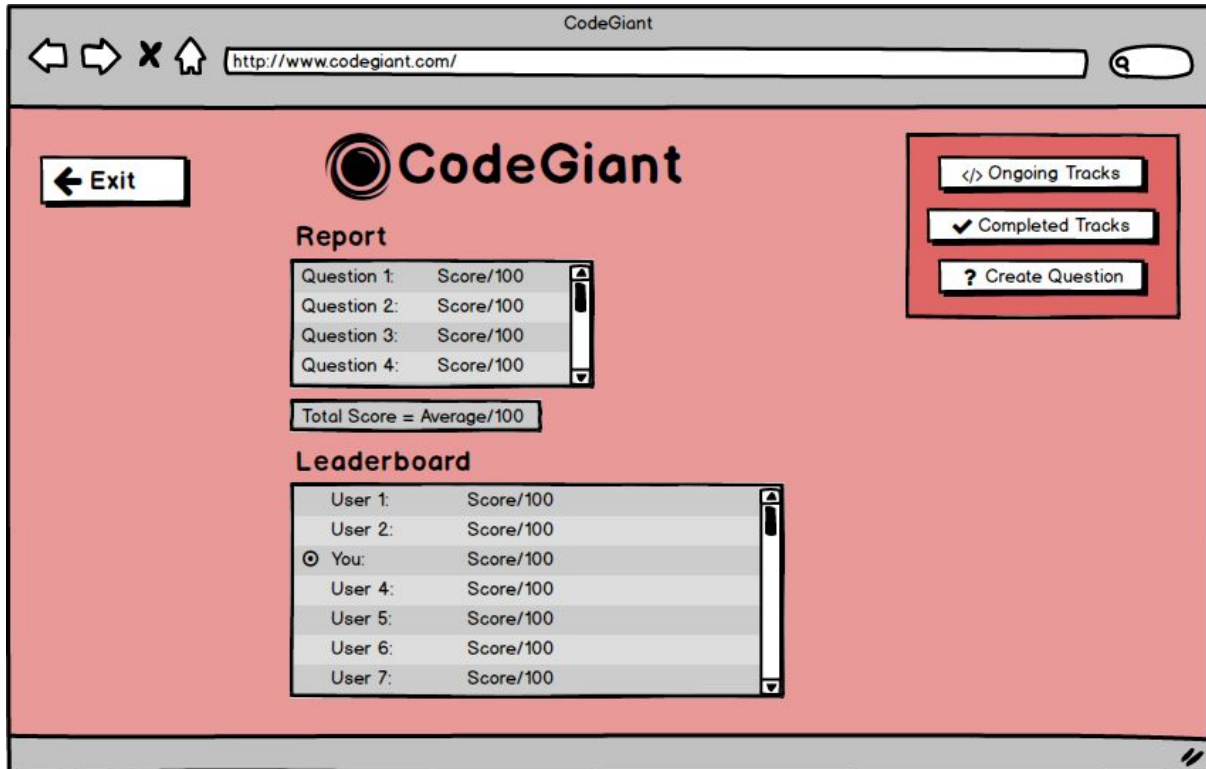 CodeGiant
http://www.codegiant.com/
Exit
CodeGiant
</> Ongoing Tracks
Completed Tracks
? Create Question
Report
Question 1: Score/100
Question 2: Score/100
Question 3: Score/100
Question 4: Score/100
Total Score = Average/100
Leaderboard
User 1: Score/100
User 2: Score/100
You: Score/100
User 4: Score/100
User 5: Score/100
User 6: Score/100
User 7: Score/100